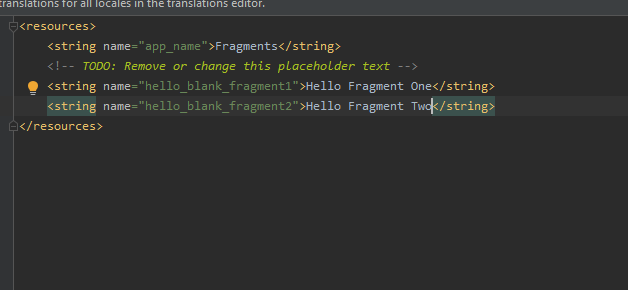 translations for all locales in the translations editor.
<resources>
<string name="app_name">Fragments</string>
<!-- TODO: Remove or change this placeholder text -->
<string name="hello_blank_fragment1">Hello Fragment One</string>
<string name="hello_blank_fragment2">Hello Fragment Two</string>
</resources>